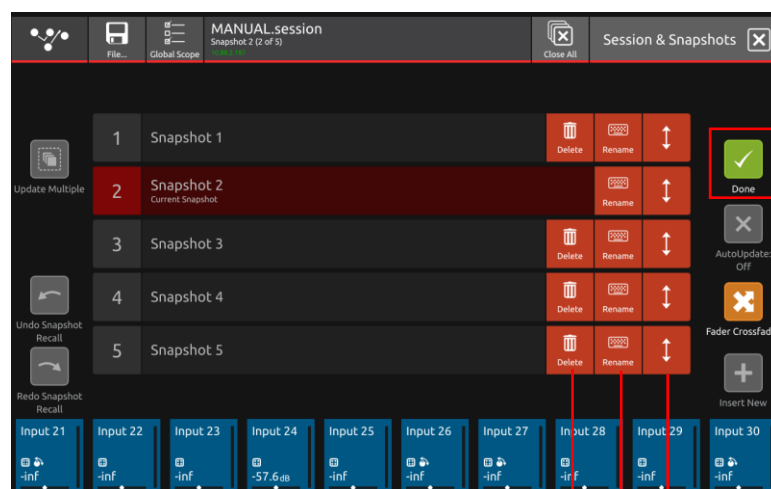 MANUAL.session
Snapshot 2 (2 of 5)
File...
Global Scope
Close All
Session & Snapshots
1 Snapshot 1
Delete Rename
Update Multiple
2 Snapshot 2
Current Snapshot
Rename
Done
3 Snapshot 3
Delete Rename
AutoUpdate:
Off
4 Snapshot 4
Delete Rename
Undo Snapshot
Recall
Fader Crossfad
5 Snapshot 5
Delete Rename
Redo Snapshot
Recall
Insert New
Input 21 Input 22 Input 23 Input 24 Input 25 Input 26 Input 27 Input 28 Input 29 Input 30
-inf -inf -inf -57.6 dB -inf -inf -inf -inf -inf -inf